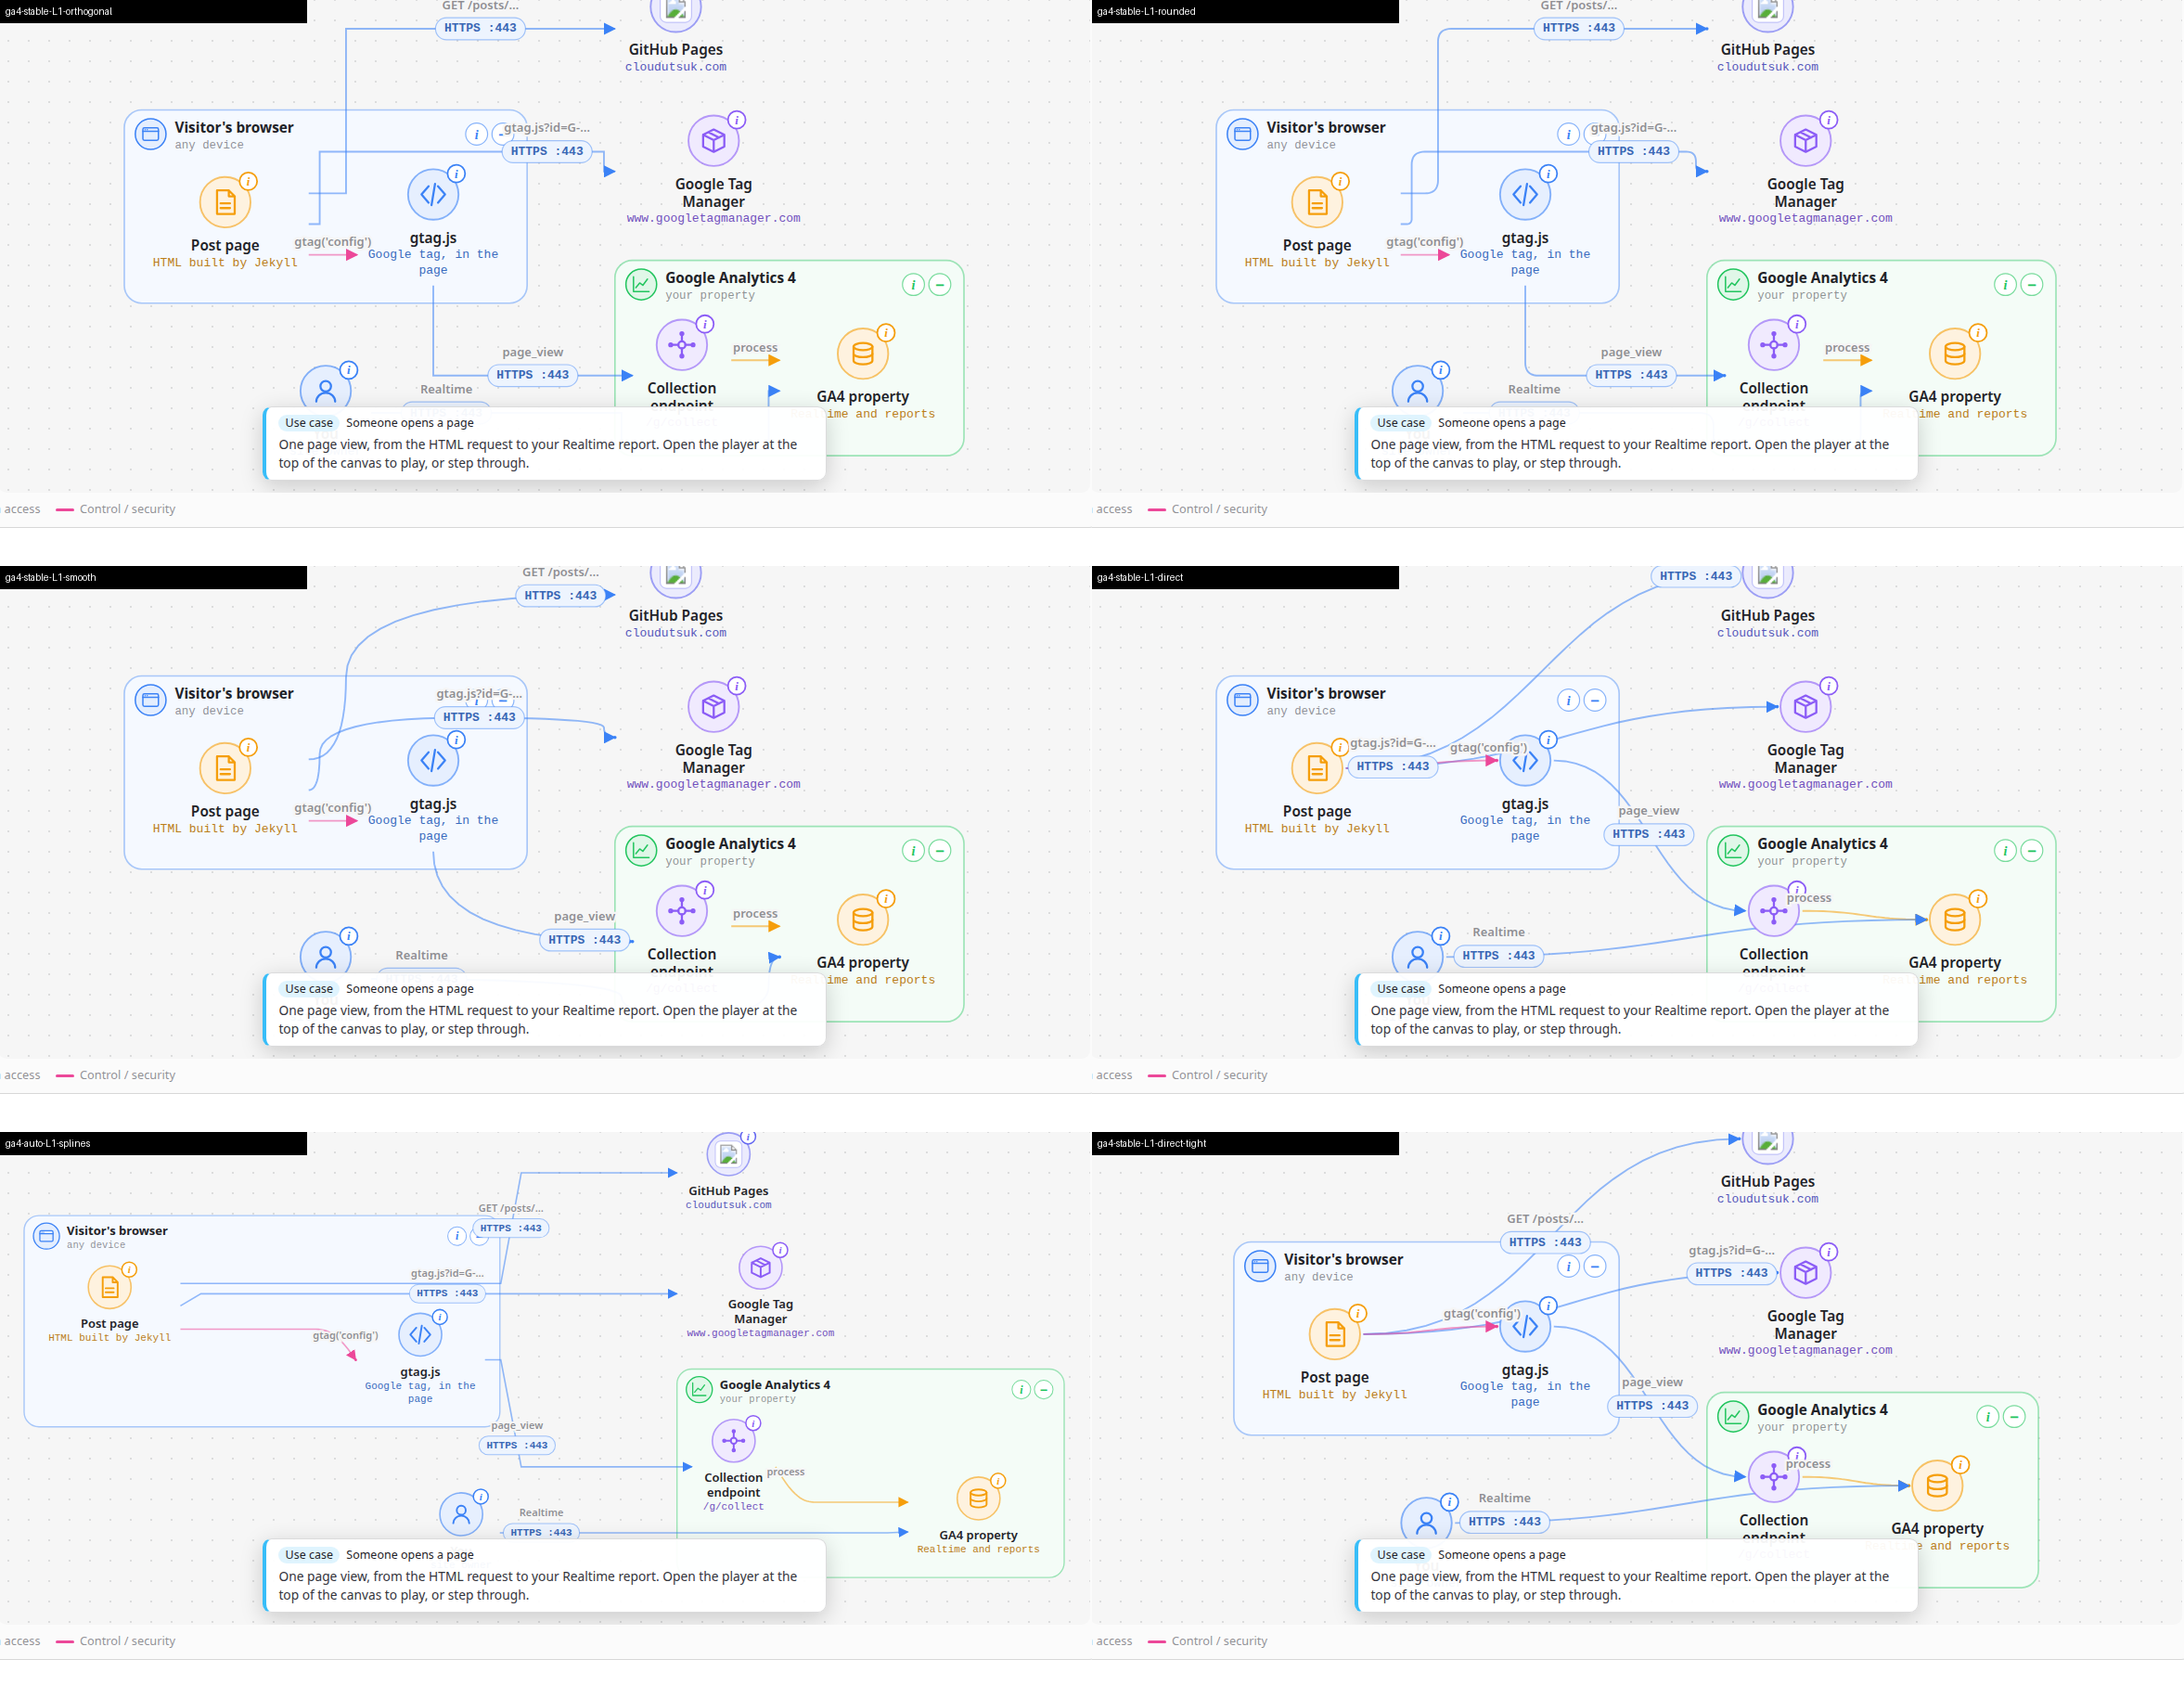 ga4-stable-L1-orthogonal
GET /posts/...
HTTPS :443
GitHub Pages
cloudutsuk.com
Visitor's browser
any device
i
gtag.js?id=G-...
HTTPS :443
i
Google Tag
Manager
www.googletagmanager.com
i
i
Post page
HTML built by Jekyll
gtag('config')
gtag.js
Google tag, in the
page
Google Analytics 4
your property
i
i
i
process
page_view
HTTPS :443
Collection
GA4 property
i
Realtime
Use case
Someone opens a page
One page view, from the HTML request to your Realtime report. Open the player at the
top of the canvas to play, or step through.
access
Control / security
ga4-stable-L1-rounded
GET /posts/...
HTTPS :443
GitHub Pages
cloudutsuk.com
Visitor's browser
any device
i
gtag.js?id=G-...
HTTPS :443
i
Google Tag
Manager
www.googletagmanager.com
i
i
Post page
HTML built by Jekyll
gtag('config')
gtag.js
Google tag, in the
page
Google Analytics 4
your property
i
i
i
process
page_view
HTTPS :443
Collection
GA4 property
i
Realtime
Use case
Someone opens a page
One page view, from the HTML request to your Realtime report. Open the player at the
top of the canvas to play, or step through.
access
Control / security
ga4-stable-L1-smooth
GET /posts/...
HTTPS :443
GitHub Pages
cloudutsuk.com
Visitor's browser
any device
gtag.js?id=G-...
HTTPS :443
i
Google Tag
Manager
www.googletagmanager.com
i
i
Post page
HTML built by Jekyll
gtag('config')
gtag.js
Google tag, in the
page
Google Analytics 4
your property
i
i
i
process
page_view
HTTPS :443
Collection
GA4 property
i
Realtime
Use case
Someone opens a page
One page view, from the HTML request to your Realtime report. Open the player at the
top of the canvas to play, or step through.
access
Control / security
ga4-stable-L1-direct
HTTPS :443
GitHub Pages
cloudutsuk.com
Visitor's browser
any device
i
i
Google Tag
Manager
www.googletagmanager.com
i
gtag.js?id=G-...
HTTPS :443
gtag('config')
i
Post page
HTML built by Jekyll
gtag.js
Google tag, in the
page
page_view
HTTPS :443
Google Analytics 4
your property
i
i
process
i
Collection
GA4 property
i
Realtime
HTTPS :443
Use case
Someone opens a page
One page view, from the HTML request to your Realtime report. Open the player at the
top of the canvas to play, or step through.
access
Control / security
ga4-auto-L1-splines
i
GitHub Pages
cloudutsuk.com
GET /posts/...
HTTPS :443
Visitor's browser
any device
i
i
Post page
HTML built by Jekyll
gtag.js?id=G-...
HTTPS :443
i
Google Tag
Manager
www.googletagmanager.com
gtag('config')
i
gtag.js
Google tag, in the
page
Google Analytics 4
your property
i
page_view
HTTPS :443
i
Collection
endpoint
/g/collect
process
i
GA4 property
Realtime and reports
i
Realtime
HTTPS :443
Use case
Someone opens a page
One page view, from the HTML request to your Realtime report. Open the player at the
top of the canvas to play, or step through.
access
Control / security
ga4-stable-L1-direct-tight
GitHub Pages
cloudutsuk.com
GET /posts/...
HTTPS :443
Visitor's browser
any device
i
gtag.js?id=G-...
HTTPS :443
i
Google Tag
Manager
www.googletagmanager.com
i
gtag('config')
i
Post page
HTML built by Jekyll
gtag.js
Google tag, in the
page
page_view
HTTPS :443
Google Analytics 4
your property
i
i
process
i
Collection
GA4 property
and reports
i
Realtime
HTTPS :443
Use case
Someone opens a page
One page view, from the HTML request to your Realtime report. Open the player at the
top of the canvas to play, or step through.
access
Control / security